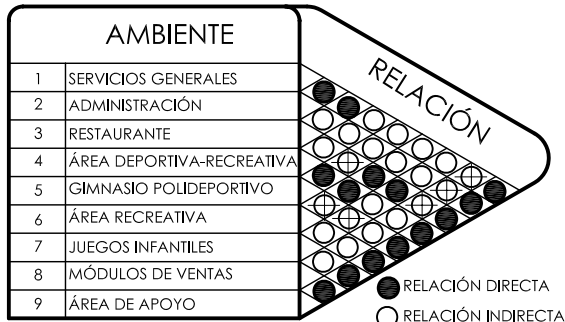 AMBIENTE
RELACIÓN
1 SERVICIOS GENERALES
2 ADMINISTRACIÓN
3 RESTAURANTE
4 ÁREA DEPORTIVA-RECREATIVA
5 GIMNASIO POLIDEPORTIVO
6 ÁREA RECREATIVA
7 JUEGOS INFANTILES
8 MÓDULOS DE VENTAS
9 ÁREA DE APOYO
RELACIÓN DIRECTA
RELACIÓN INDIRECTA